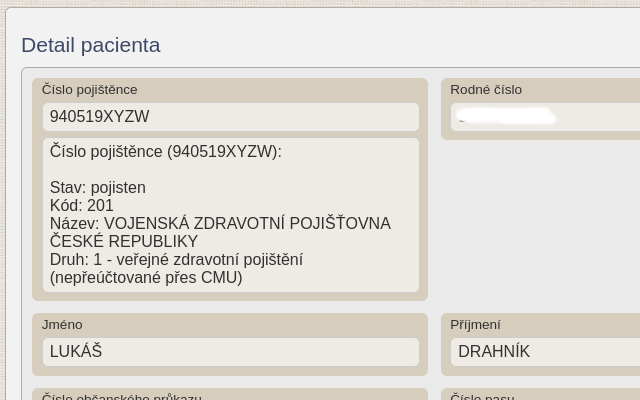 Detail pacienta
Číslo pojištěnce
Rodné číslo
940519XYZW
Číslo pojištěnce (940519XYZW):
Stav: pojisten
Kód: 201
Název: VOJENSKÁ ZDRAVOTNÍ POJIŠŤOVNA
ČESKÉ REPUBLIKY
Druh: 1 - veřejné zdravotní pojištění
(nepřeúčtované přes CMU)
Jméno
Příjmení
LUKÁŠ
DRAHNÍK
Číslo občanského průkazu
Číslo pasu